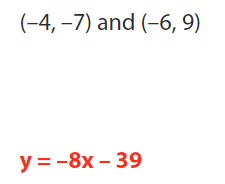 (–4, –7) and (–6, 9)
y = –8x – 39